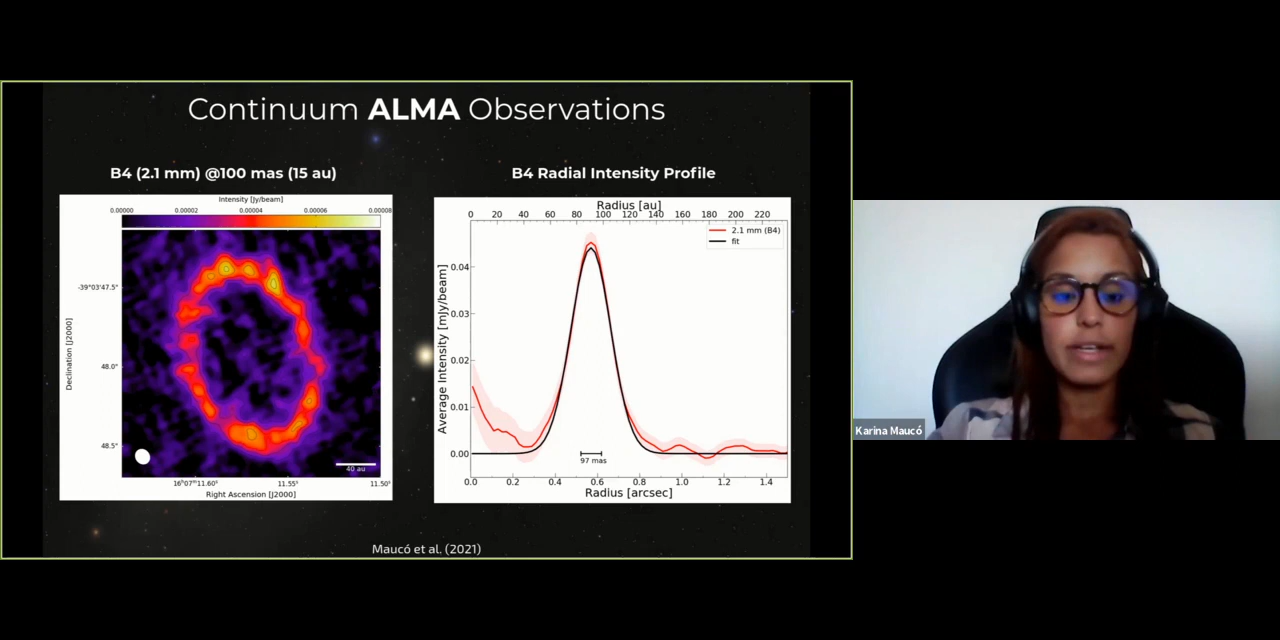 Continuum ALMA Observations
B4 (2.1 mm) @100 mas (15 au)
Intensity [Jy/beam]
0.00000 0.00002 0.00004 0.00006 0.00008
-39°03'47.5"
48.0"
48.5"
Declination [J2000]
40 au
16ʰ07ᵐ11.60ˢ 11.55ˢ 11.50ˢ
Right Ascension [J2000]
B4 Radial Intensity Profile
Radius [au]
0 20 40 60 80 100 120 140 160 180 200 220
2.1 mm (B4)
fit
Average Intensity [mJy/beam]
0.04
0.03
0.02
0.01
0.00
97 mas
0.0 0.2 0.4 0.6 0.8 1.0 1.2 1.4
Radius [arcsec]
Maucó et al. (2021)
Karina Maucó